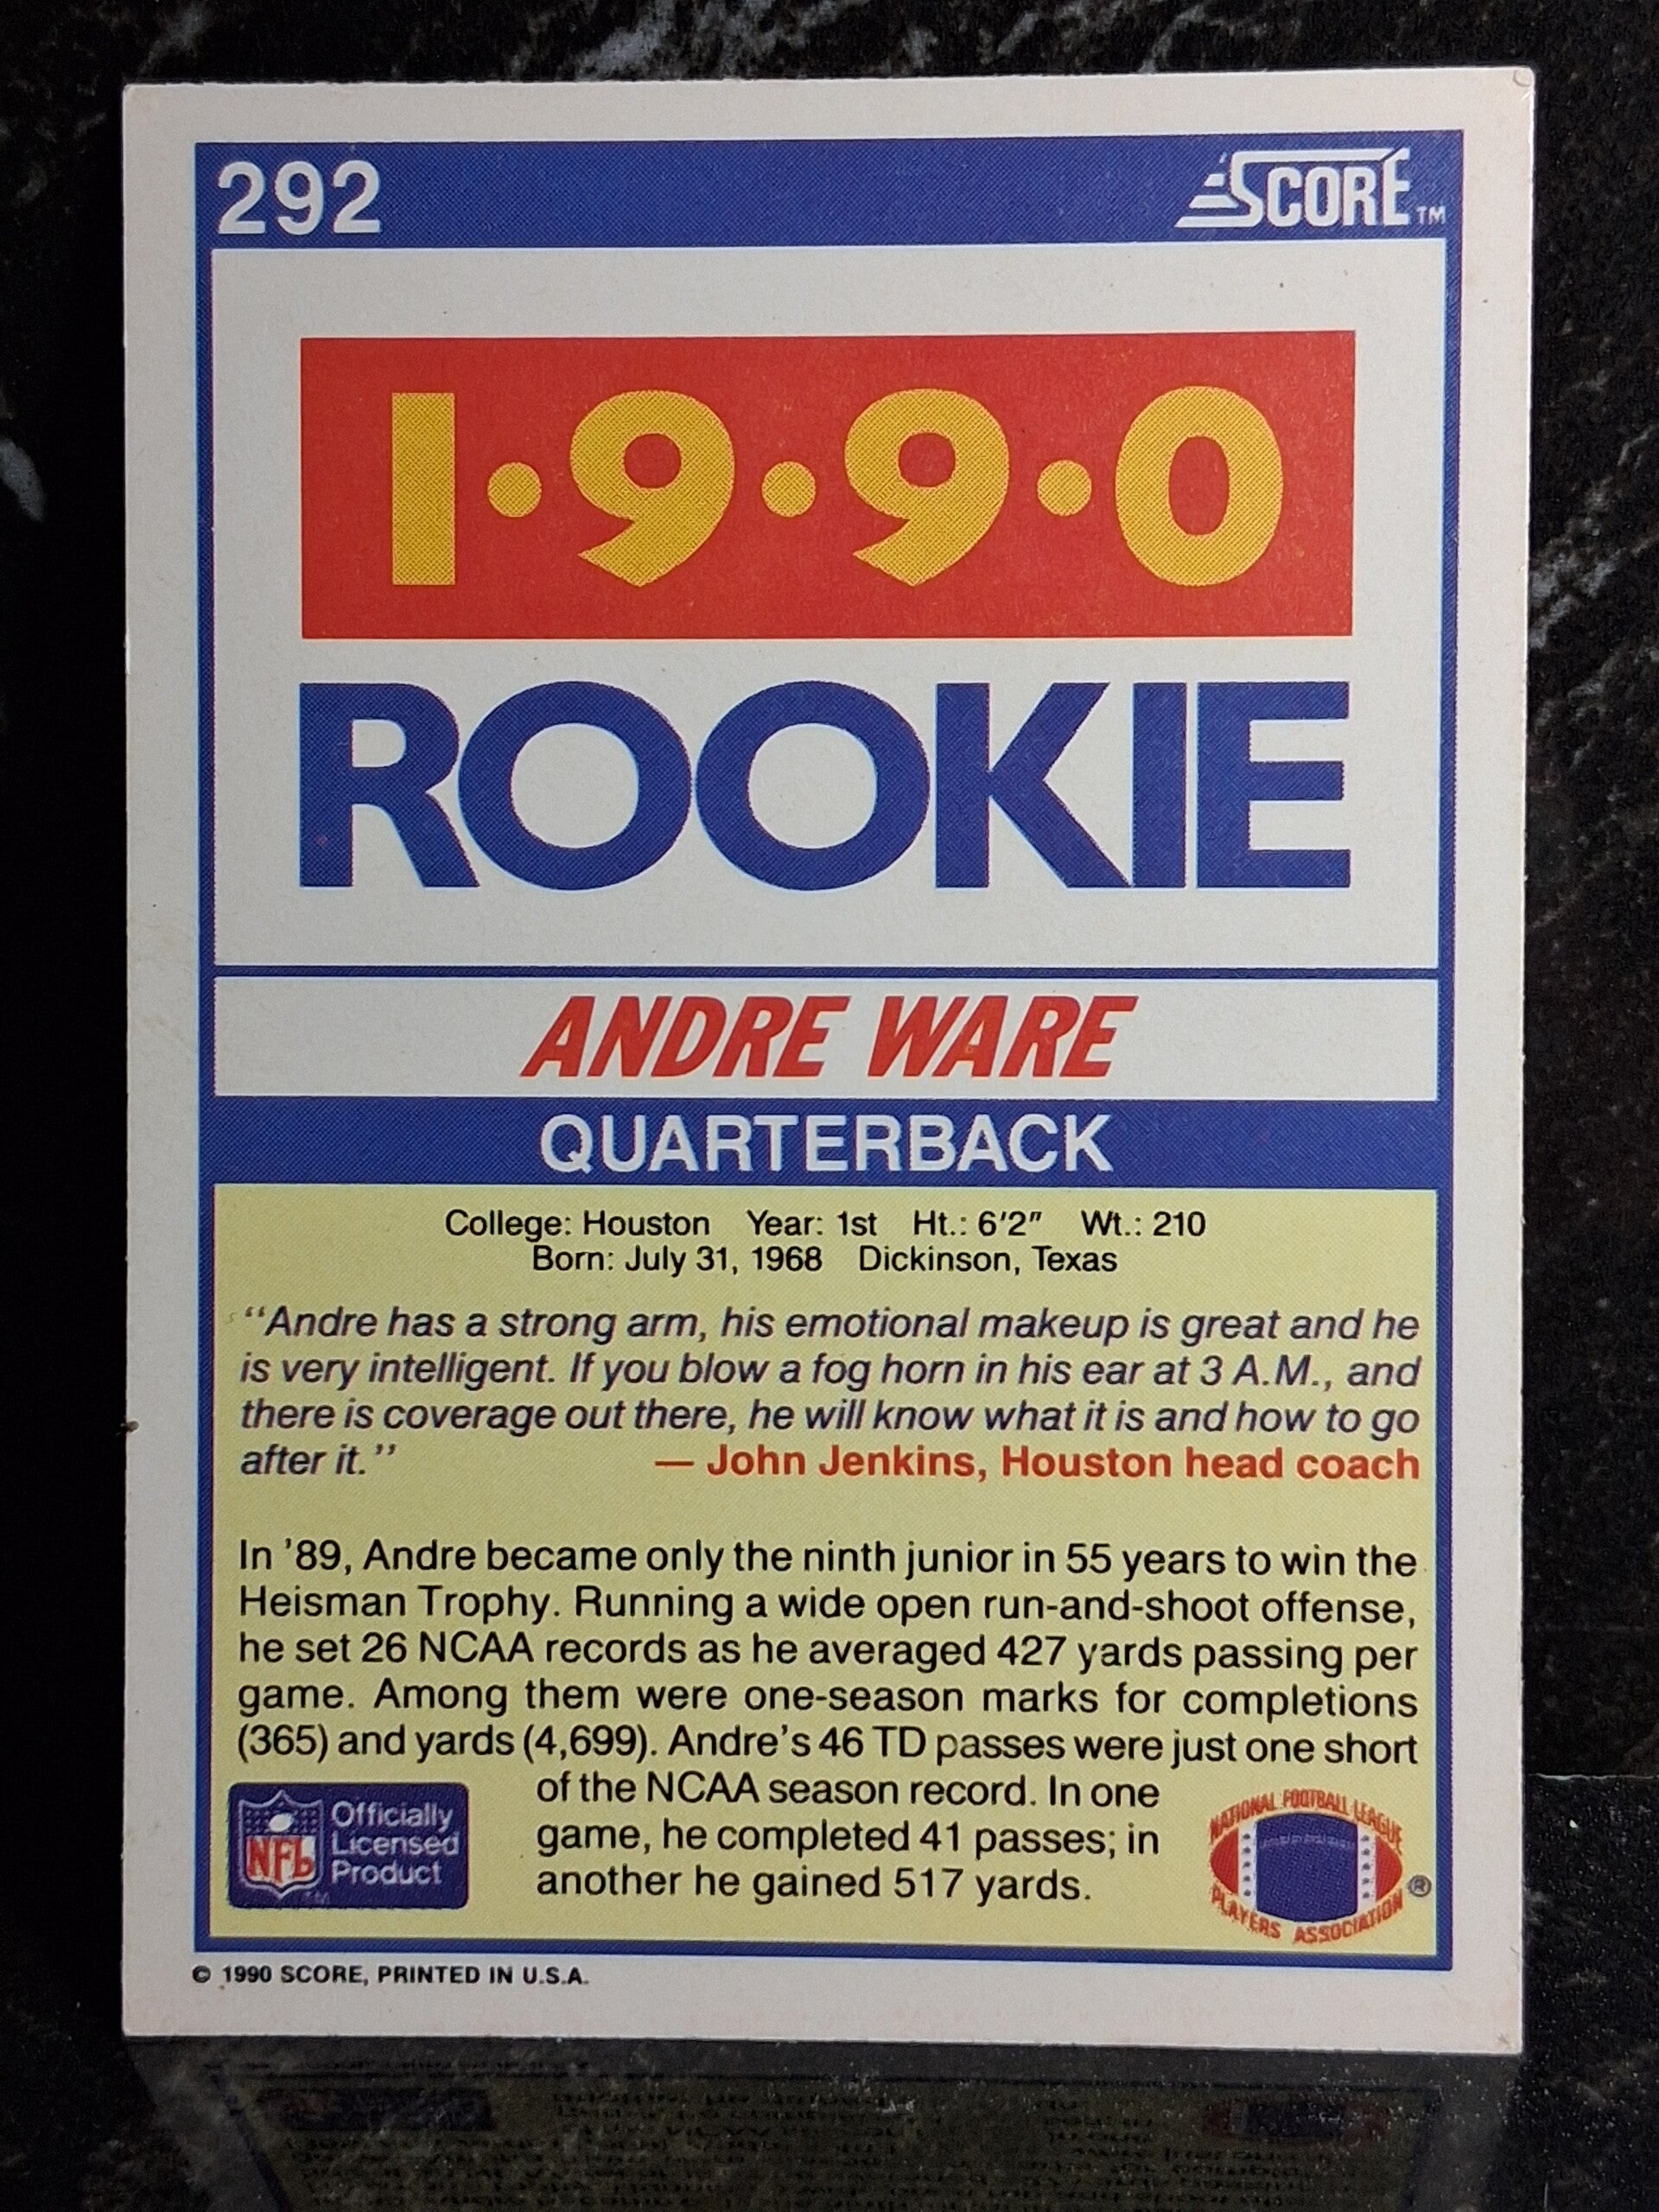 292
SCORE™
1·9·9·0
ROOKIE
ANDRE WARE
QUARTERBACK
College: Houston Year: 1st Ht.: 6'2" Wt.: 210
Born: July 31, 1968 Dickinson, Texas
"Andre has a strong arm, his emotional makeup is great and he
is very intelligent. If you blow a fog horn in his ear at 3 A.M., and
there is coverage out there, he will know what it is and how to go
after it." — John Jenkins, Houston head coach
In '89, Andre became only the ninth junior in 55 years to win the
Heisman Trophy. Running a wide open run-and-shoot offense,
he set 26 NCAA records as he averaged 427 yards passing per
game. Among them were one-season marks for completions
(365) and yards (4,699). Andre's 46 TD passes were just one short
of the NCAA season record. In one
game, he completed 41 passes; in
another he gained 517 yards.
NFL
Officially
Licensed
Product
TM
NATIONAL FOOTBALL LEAGUE
PLAYERS ASSOCIATION
®
© 1990 SCORE, PRINTED IN U.S.A.